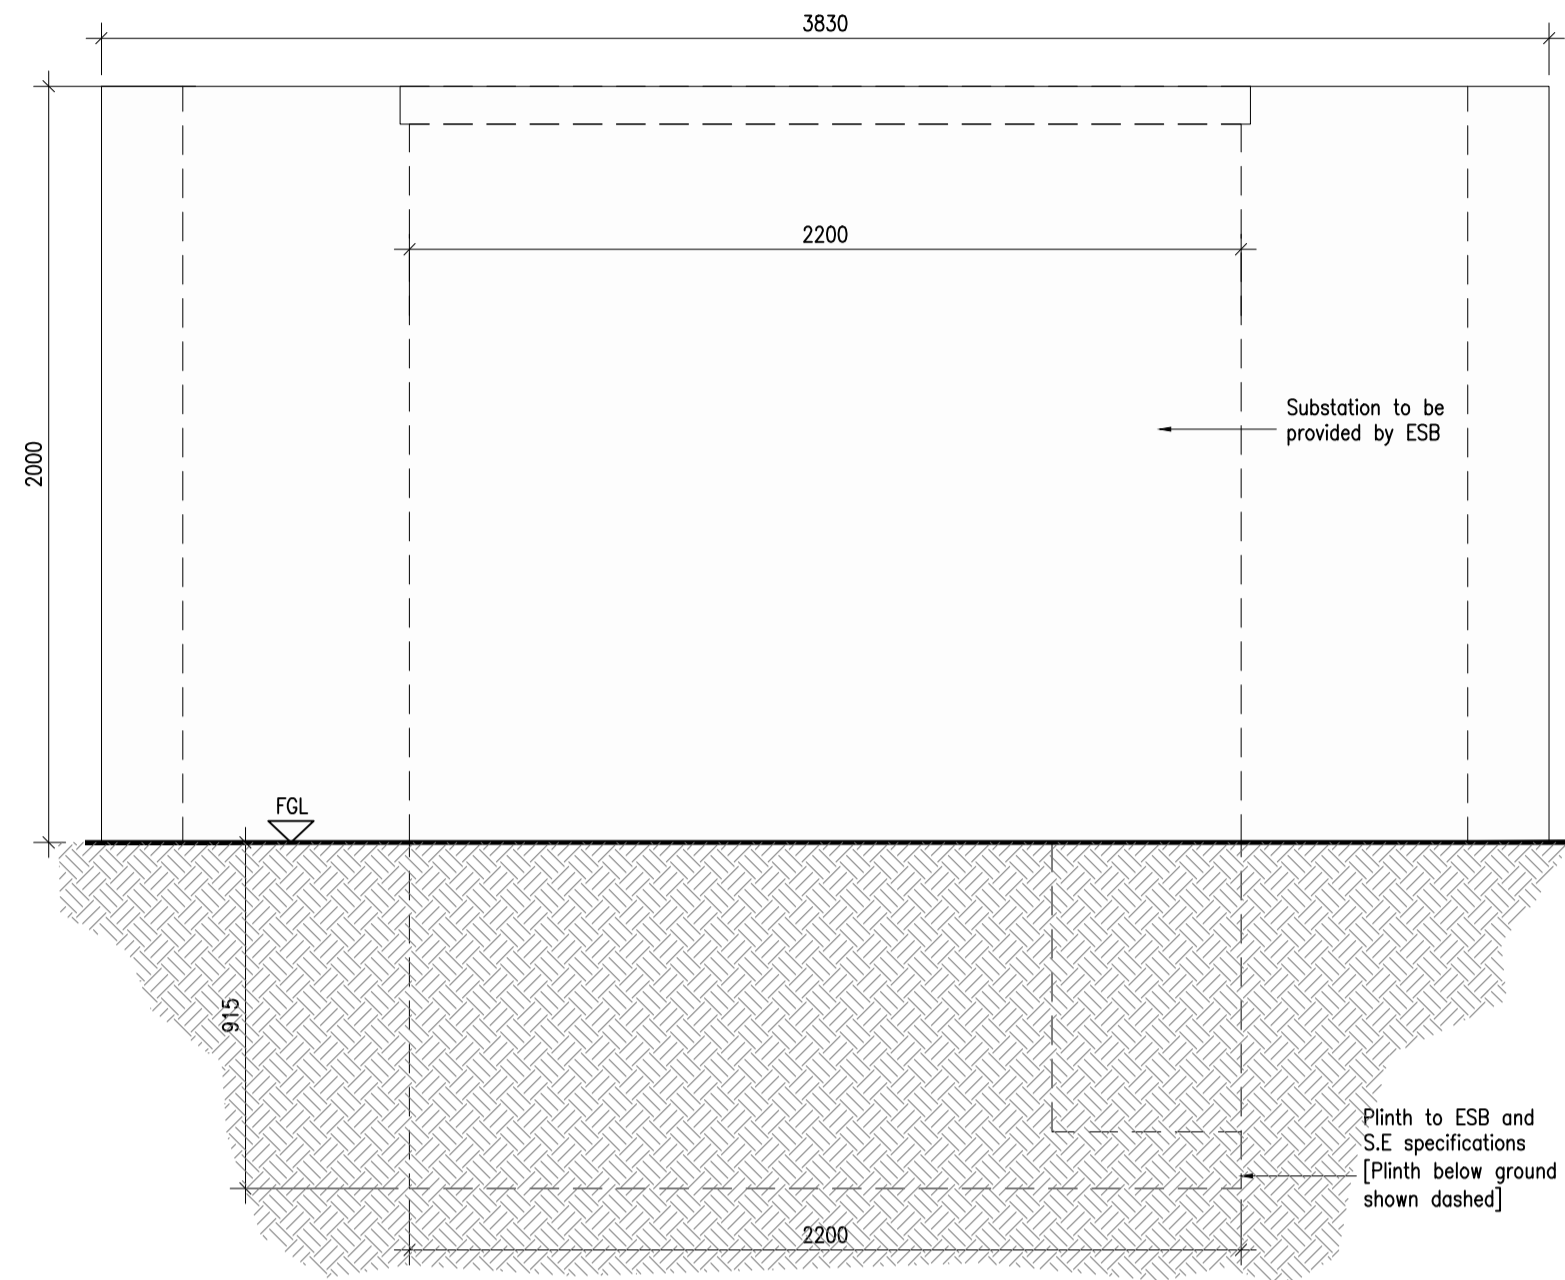 3830
2200
Substation to be
provided by ESB
2000
FGL
915
Plinth to ESB and
S.E specifications
[Plinth below ground
shown dashed]
2200